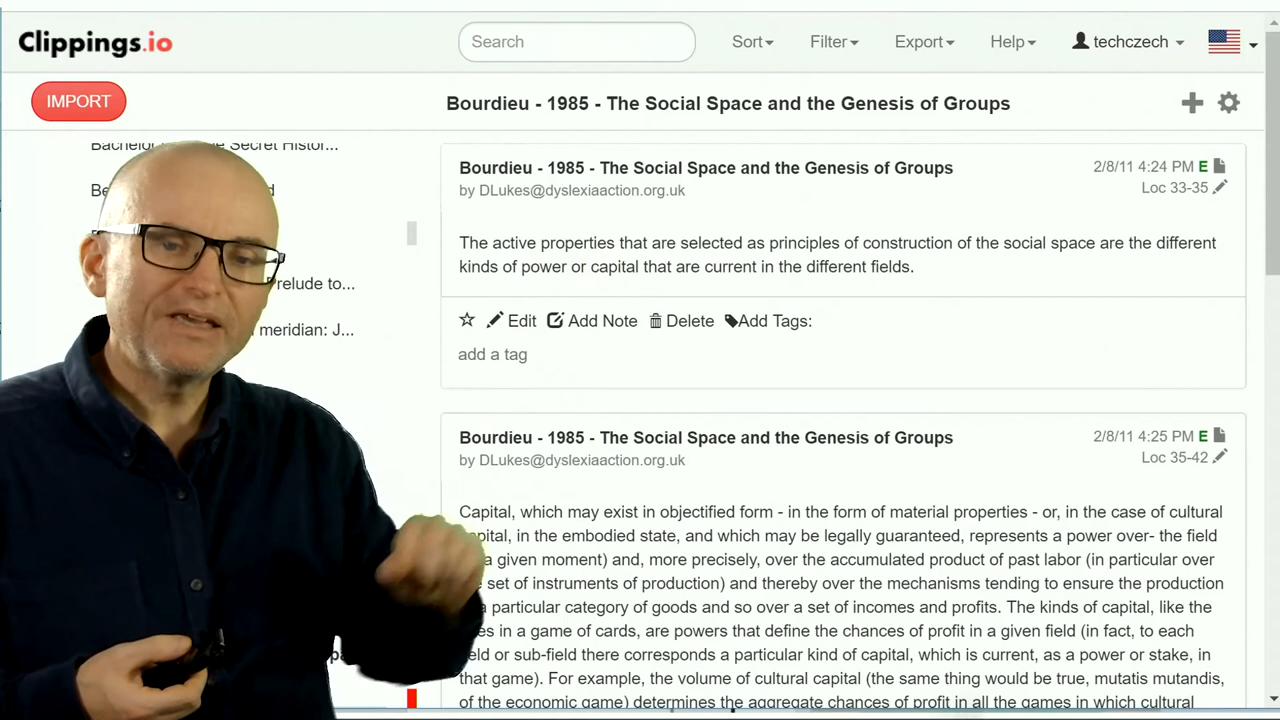 Clippings.io
Search
Sort
Filter
Export
Help
techczech
IMPORT
Bourdieu - 1985 - The Social Space and the Genesis of Groups
Secret Histor...
Prelude to...
meridian: J...
Bourdieu - 1985 - The Social Space and the Genesis of Groups
2/8/11 4:24 PM E
by DLukes@dyslexiaaction.org.uk
Loc 33-35
The active properties that are selected as principles of construction of the social space are the different
kinds of power or capital that are current in the different fields.
Edit
Add Note
Delete
Add Tags:
add a tag
Bourdieu - 1985 - The Social Space and the Genesis of Groups
2/8/11 4:25 PM E
by DLukes@dyslexiaaction.org.uk
Loc 35-42
Capital, which may exist in objectified form - in the form of material properties - or, in the case of cultural
in the embodied state, and which may be legally guaranteed, represents a power over- the field
a given moment) and, more precisely, over the accumulated product of past labor (in particular over
set of instruments of production) and thereby over the mechanisms tending to ensure the production
a particular category of goods and so over a set of incomes and profits. The kinds of capital, like the
in a game of cards, are powers that define the chances of profit in a given field (in fact, to each
or sub-field there corresponds a particular kind of capital, which is current, as a power or stake, in
that game). For example, the volume of cultural capital (the same thing would be true, mutatis mutandis,
of the economic game) determines the aggregate chances of profit in all the games in which cultural